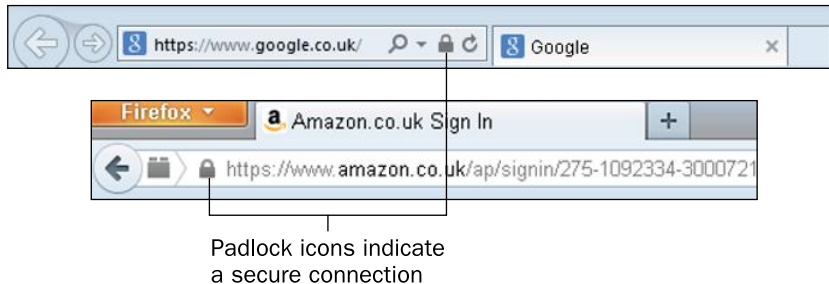 https://www.google.co.uk/
Google
Firefox
Amazon.co.uk Sign In
https://www.amazon.co.uk/ap/signin/275-1092334-3000721
Padlock icons indicate
a secure connection